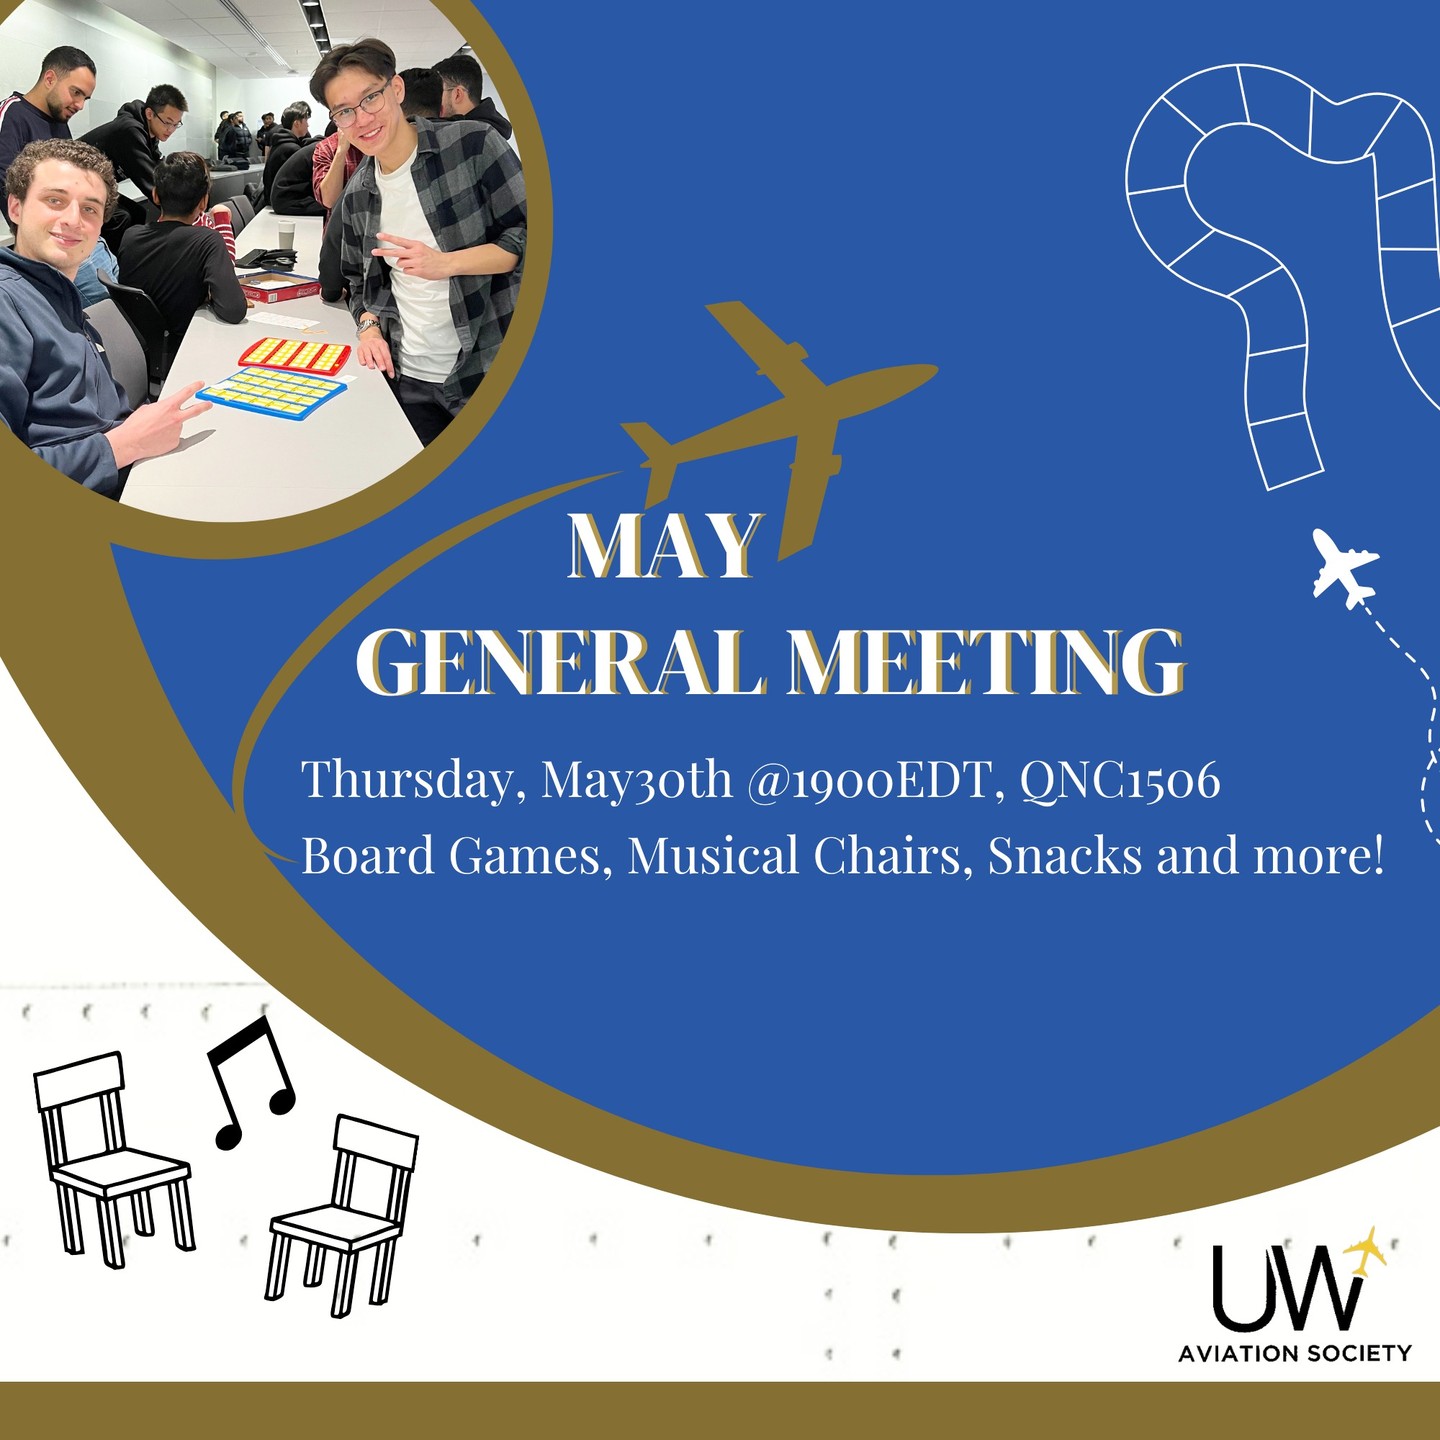 MAY
GENERAL MEETING
Thursday, May30th @1900EDT, QNC1506
Board Games, Musical Chairs, Snacks and more!
UW
AVIATION SOCIETY